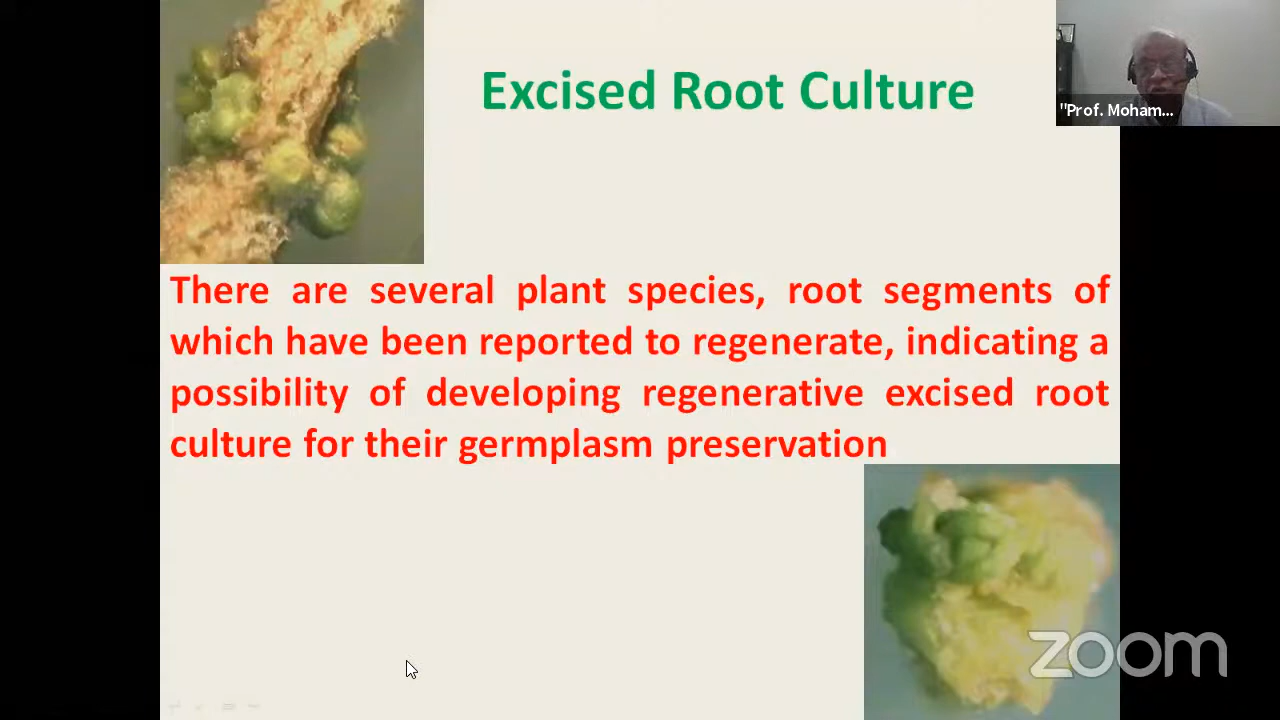 Excised Root Culture
"Prof. Moham...
There are several plant species, root segments of
which have been reported to regenerate, indicating a
possibility of developing regenerative excised root
culture for their germplasm preservation
zoom